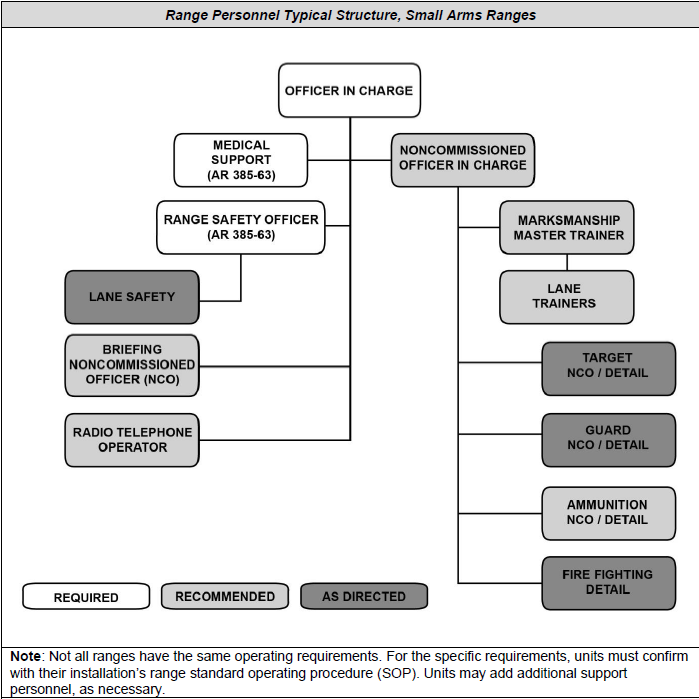 Range Personnel Typical Structure, Small Arms Ranges
OFFICER IN CHARGE
MEDICAL
SUPPORT
(AR 385-63)
NONCOMMISSIONED
OFFICER IN CHARGE
RANGE SAFETY OFFICER
(AR 385-63)
MARKSMANSHIP
MASTER TRAINER
LANE SAFETY
LANE
TRAINERS
BRIEFING
NONCOMMISSIONED
OFFICER (NCO)
TARGET
NCO / DETAIL
RADIO TELEPHONE
OPERATOR
GUARD
NCO / DETAIL
AMMUNITION
NCO / DETAIL
FIRE FIGHTING
DETAIL
REQUIRED
RECOMMENDED
AS DIRECTED
Note: Not all ranges have the same operating requirements. For the specific requirements, units must confirm
with their installation's range standard operating procedure (SOP). Units may add additional support
personnel, as necessary.